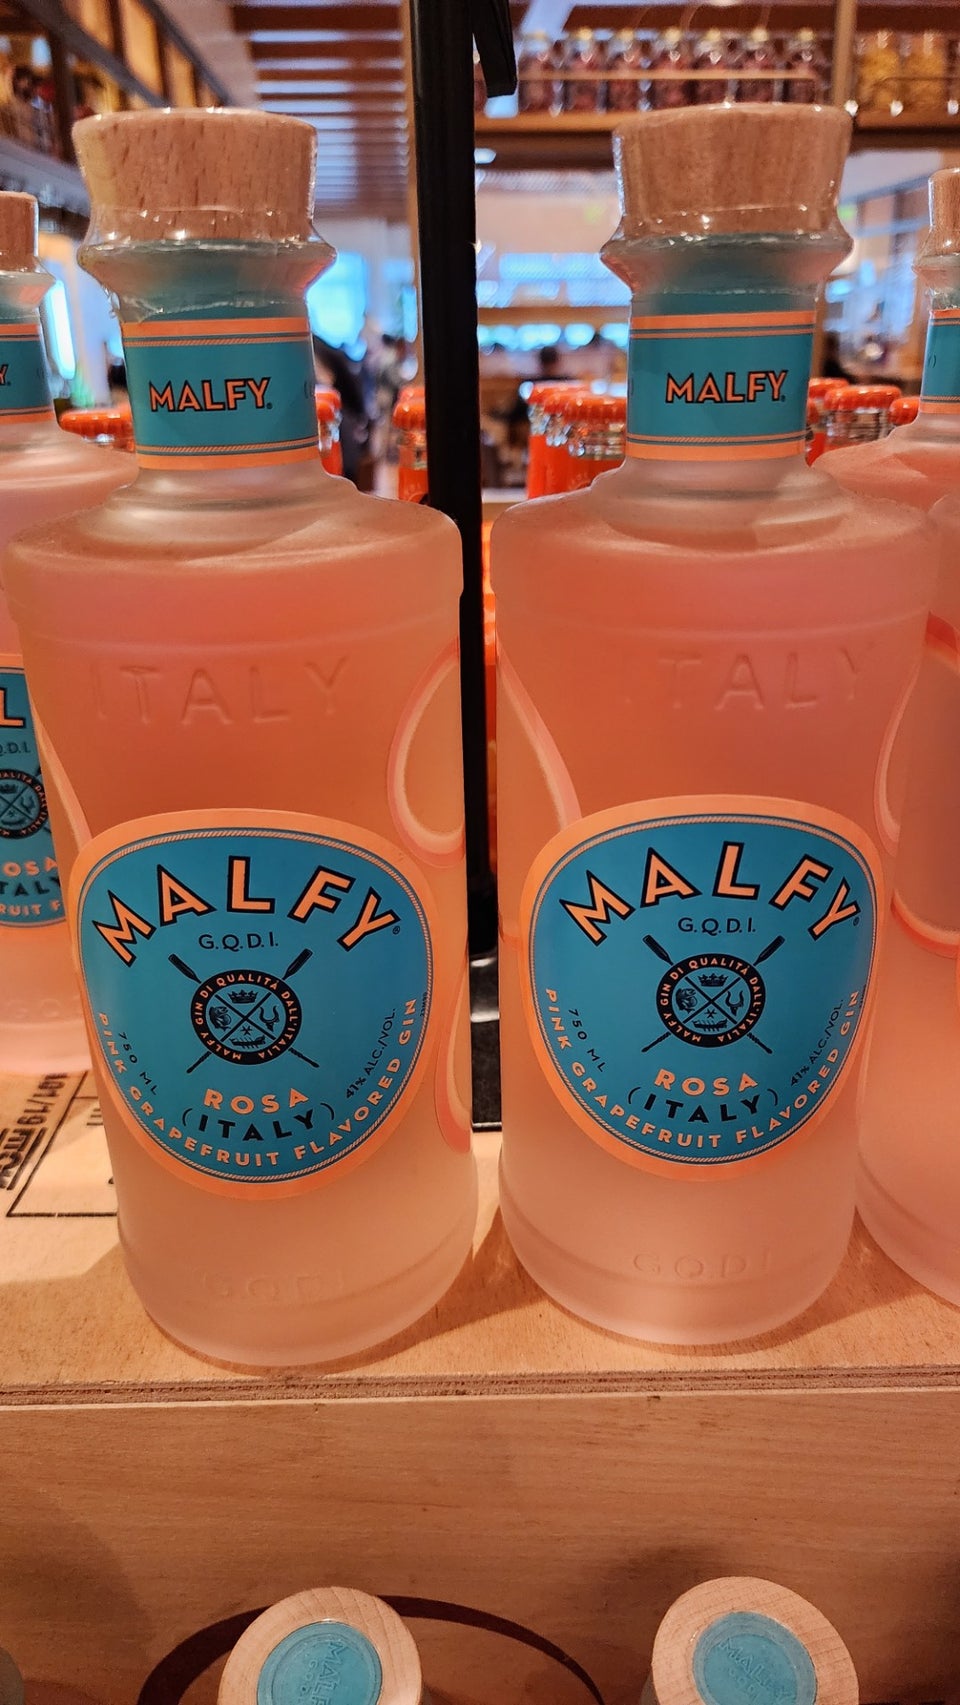 MALFY®
MALFY®
ITALY
ITALY
MALFY®
G.Q.D.I.
MALFY GIN DI QUALITÀ DALL'ITALIA
750 ML
41% ALC./VOL.
ROSA
(ITALY)
PINK GRAPEFRUIT FLAVORED GIN
MALFY®
G.Q.D.I.
MALFY GIN DI QUALITÀ DALL'ITALIA
750 ML
41% ALC./VOL.
ROSA
(ITALY)
PINK GRAPEFRUIT FLAVORED GIN
G.Q.D.I.
G.Q.D.I.